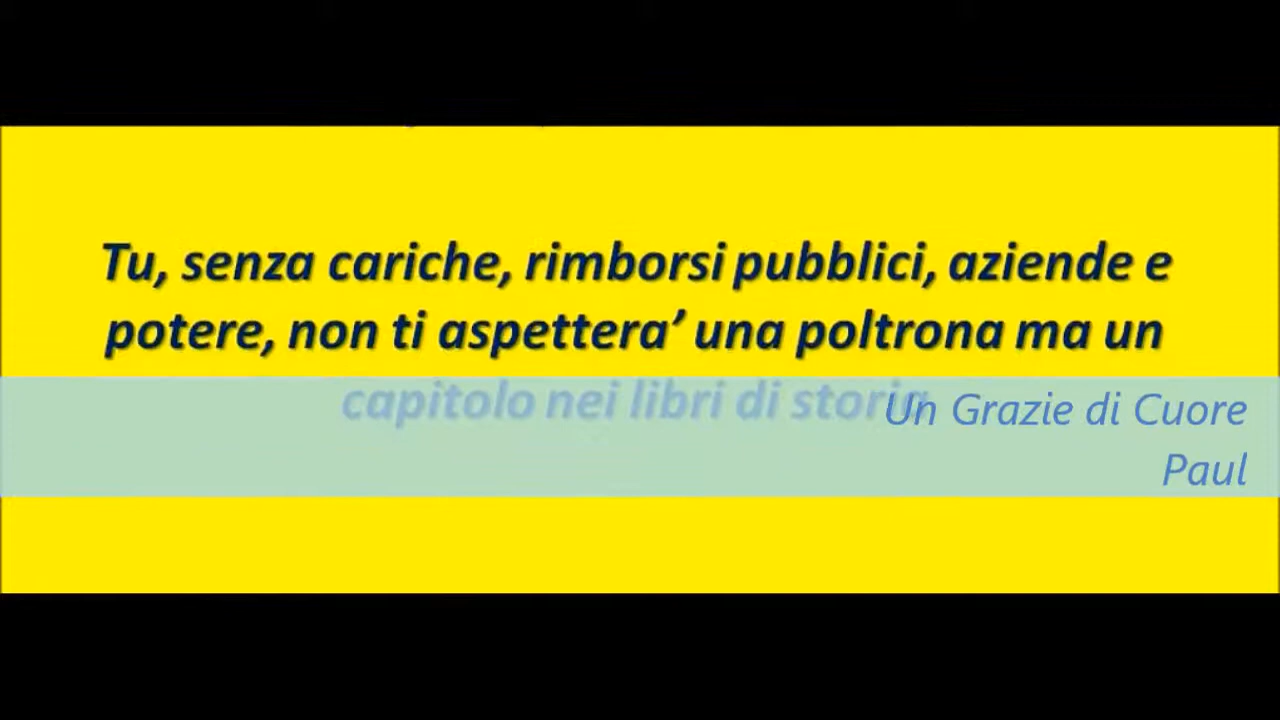 Tu, senza cariche, rimborsi pubblici, aziende e
potere, non ti aspettera’ una poltrona ma un
capitolo nei libri di storia
Un Grazie di Cuore
Paul